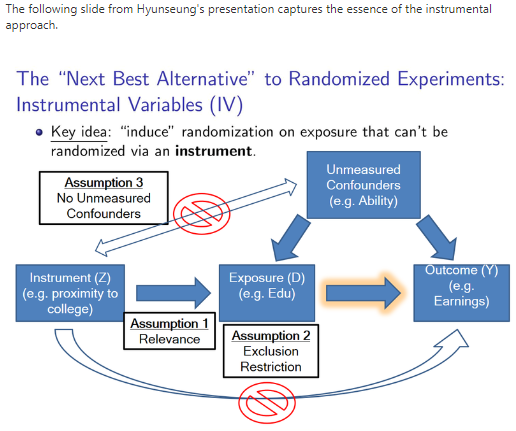 The following slide from Hyunseung's presentation captures the essence of the instrumental
approach.
The “Next Best Alternative” to Randomized Experiments:
Instrumental Variables (IV)
• Key idea: “induce” randomization on exposure that can't be
randomized via an instrument.
Assumption 3
No Unmeasured
Confounders
Unmeasured
Confounders
(e.g. Ability)
Instrument (Z)
(e.g. proximity to
college)
Exposure (D)
(e.g. Edu)
Outcome (Y)
(e.g.
Earnings)
Assumption 1
Relevance
Assumption 2
Exclusion
Restriction